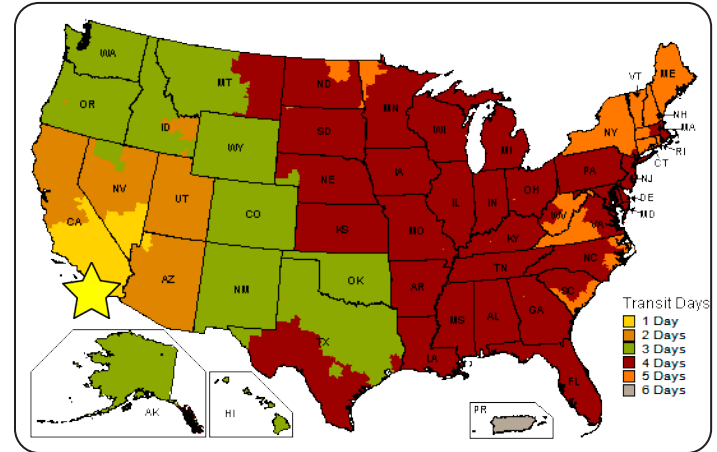 WA
VT
ME
MT
ND
OR
MN
NH
MA
ID
WI
NY
SD
MI
RI
WY
CT
IA
PA
NJ
NE
NV
OH
UT
IL
IN
DE
CA
CO
WV
MD
VA
KS
MO
KY
NC
TN
AZ
OK
NM
AR
SC
MS
AL
GA
TX
LA
FL
AK
HI
PR
Transit Days
1 Day
2 Days
3 Days
4 Days
5 Days
6 Days